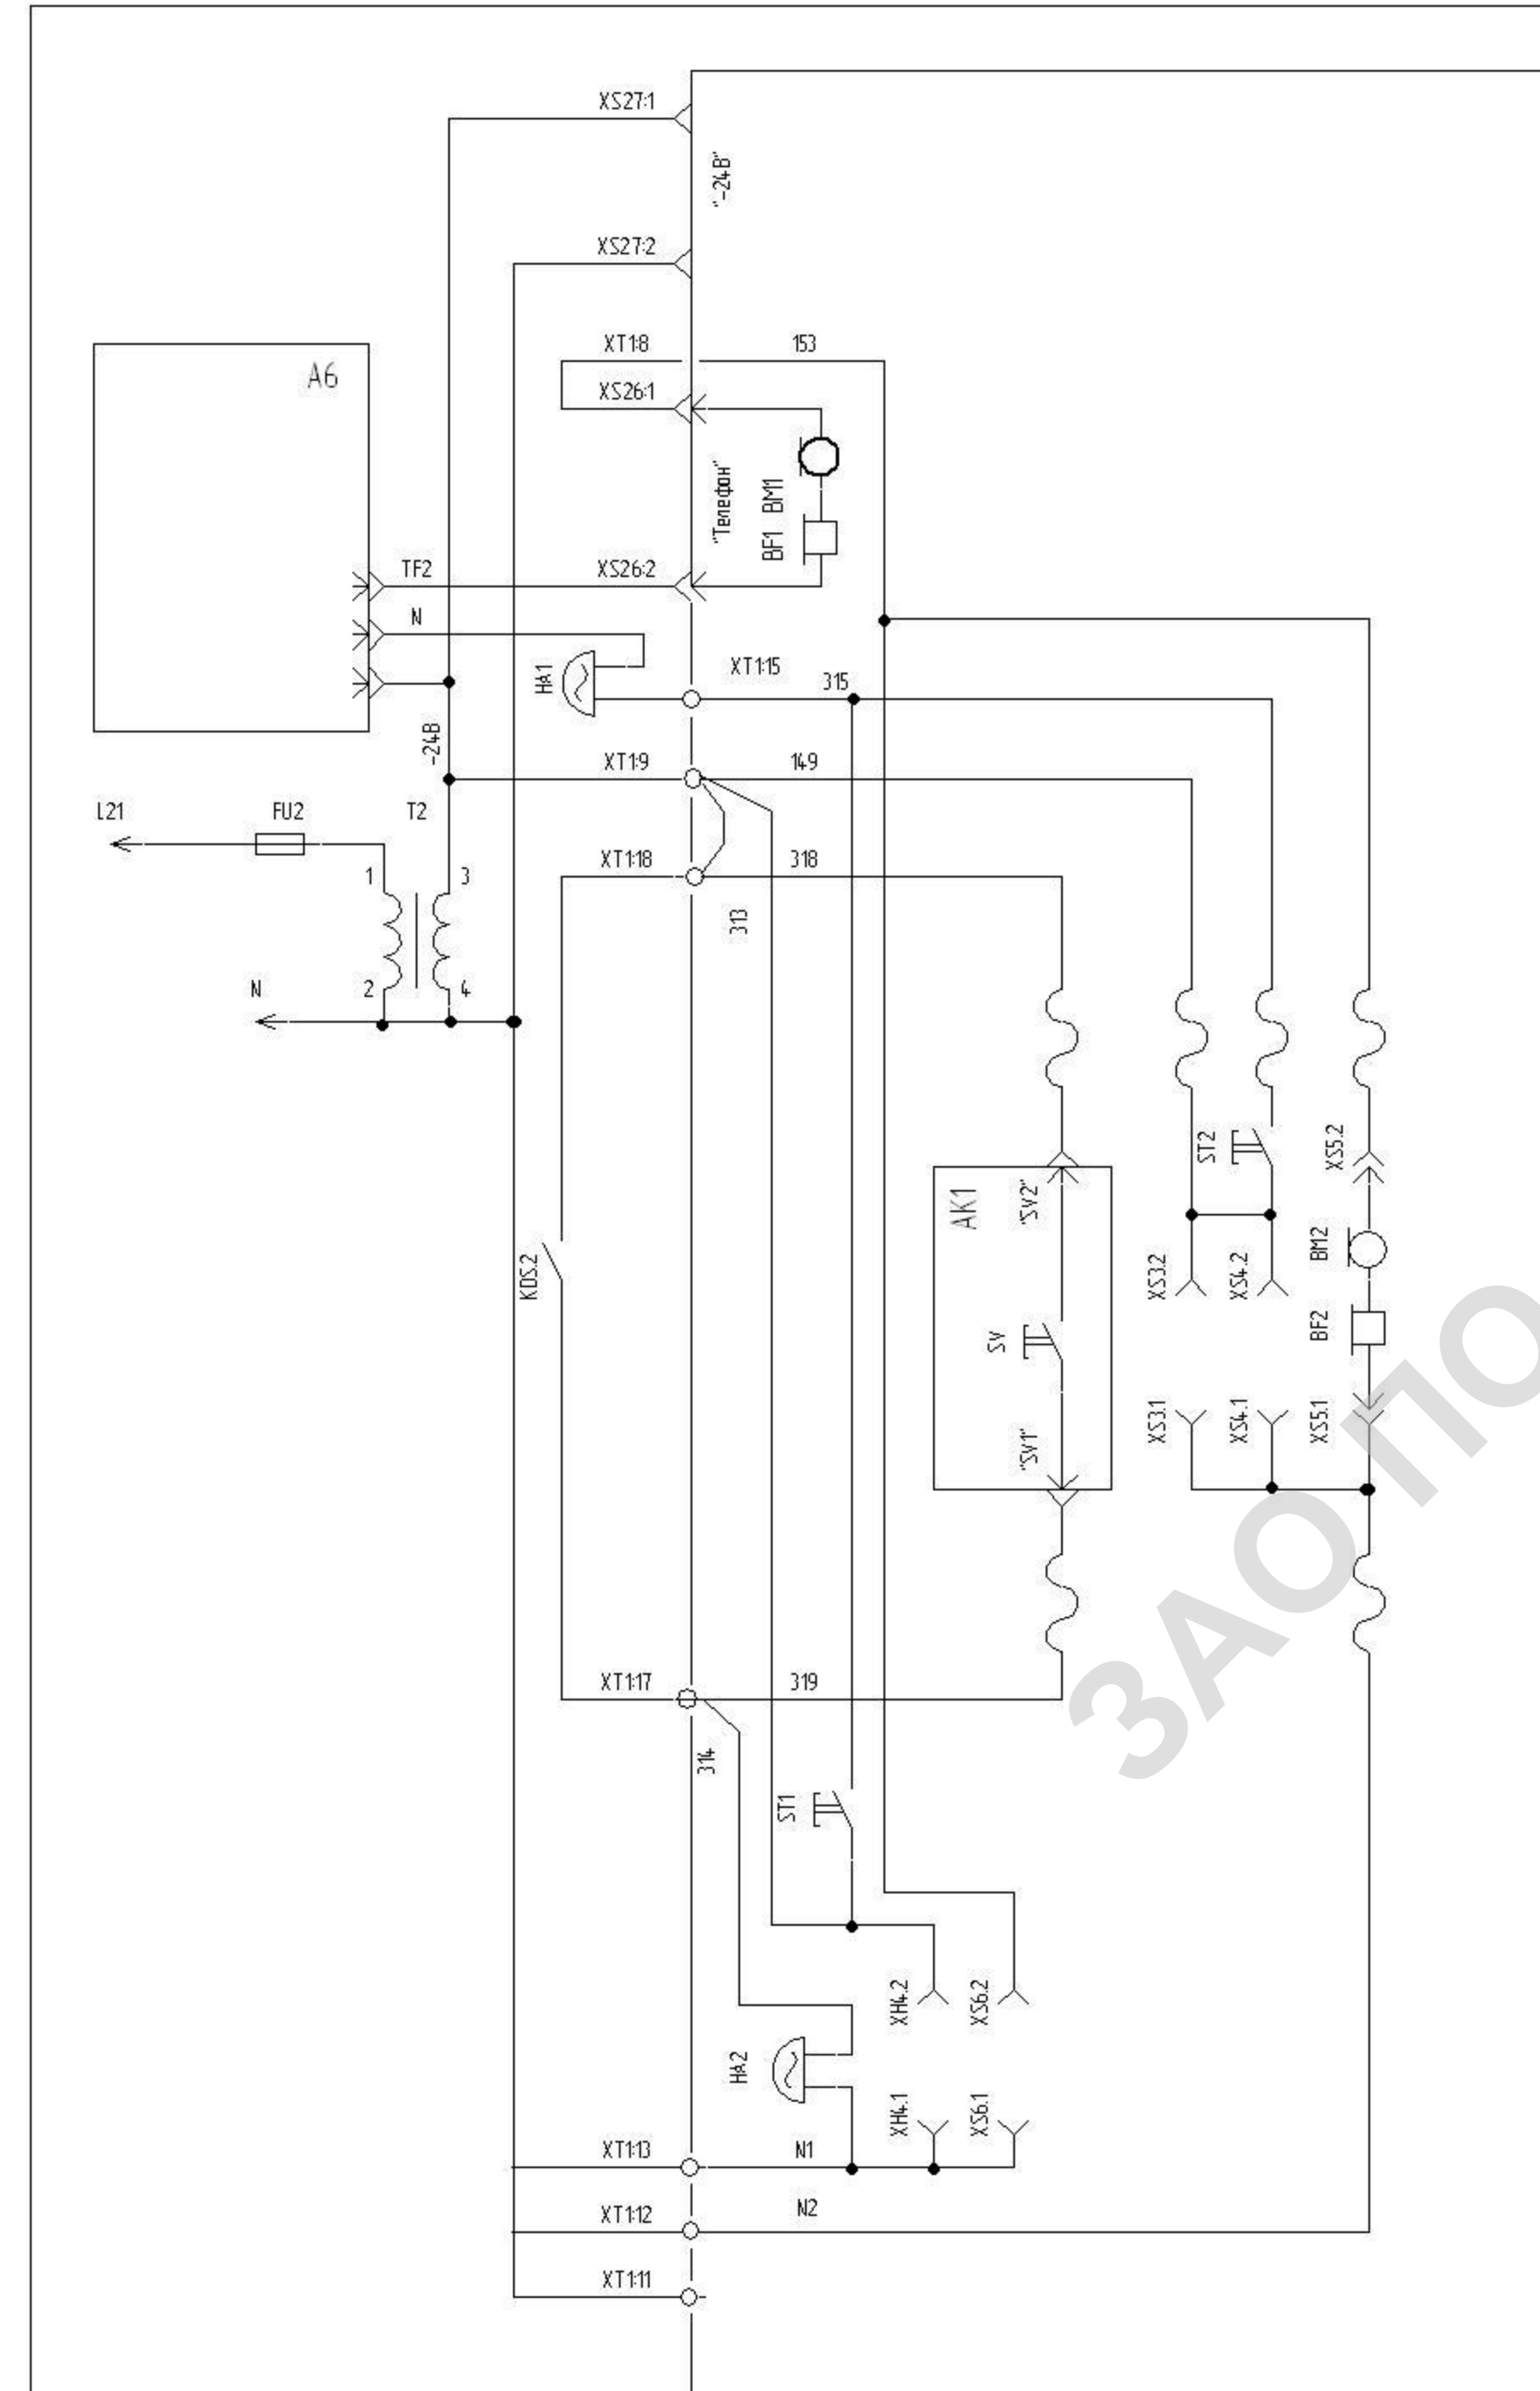 XS27:1
"~24В"
XS27:2
XT1:8
153
A6
XS26:1
"Телефон"
BF1 BM1
TF2
XS26:2
N
HA1
XT1:15
315
~24В
XT1:9
149
L21
FU2
T2
XT1:18
318
1
3
313
N
2
4
ST2
XS5.2
AK1
"SV2"
KDS.2
XS3.2
XS4.2
BM2
SV
BF2
"SV1"
XS3.1
XS4.1
XS5.1
ЗАО ПО
XT1:17
319
314
ST1
XH4.2
XS6.2
HA2
XH4.1
XS6.1
XT1:13
N1
XT1:12
N2
XT1:11